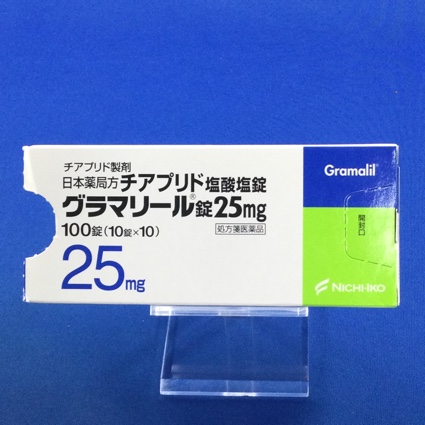 チアプリド製剤
日本薬局方チアプリド塩酸塩錠
グラマリール®錠25mg
100錠(10錠×10)
処方箋医薬品
25mg
Gramalil®
開封口
NICHI-IKO